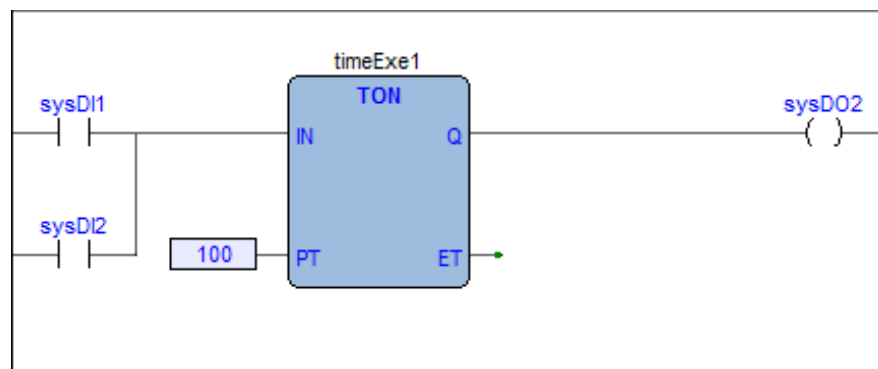 timeExe1
TON
sysDI1
sysDO2
IN
Q
sysDI2
100
PT
ET